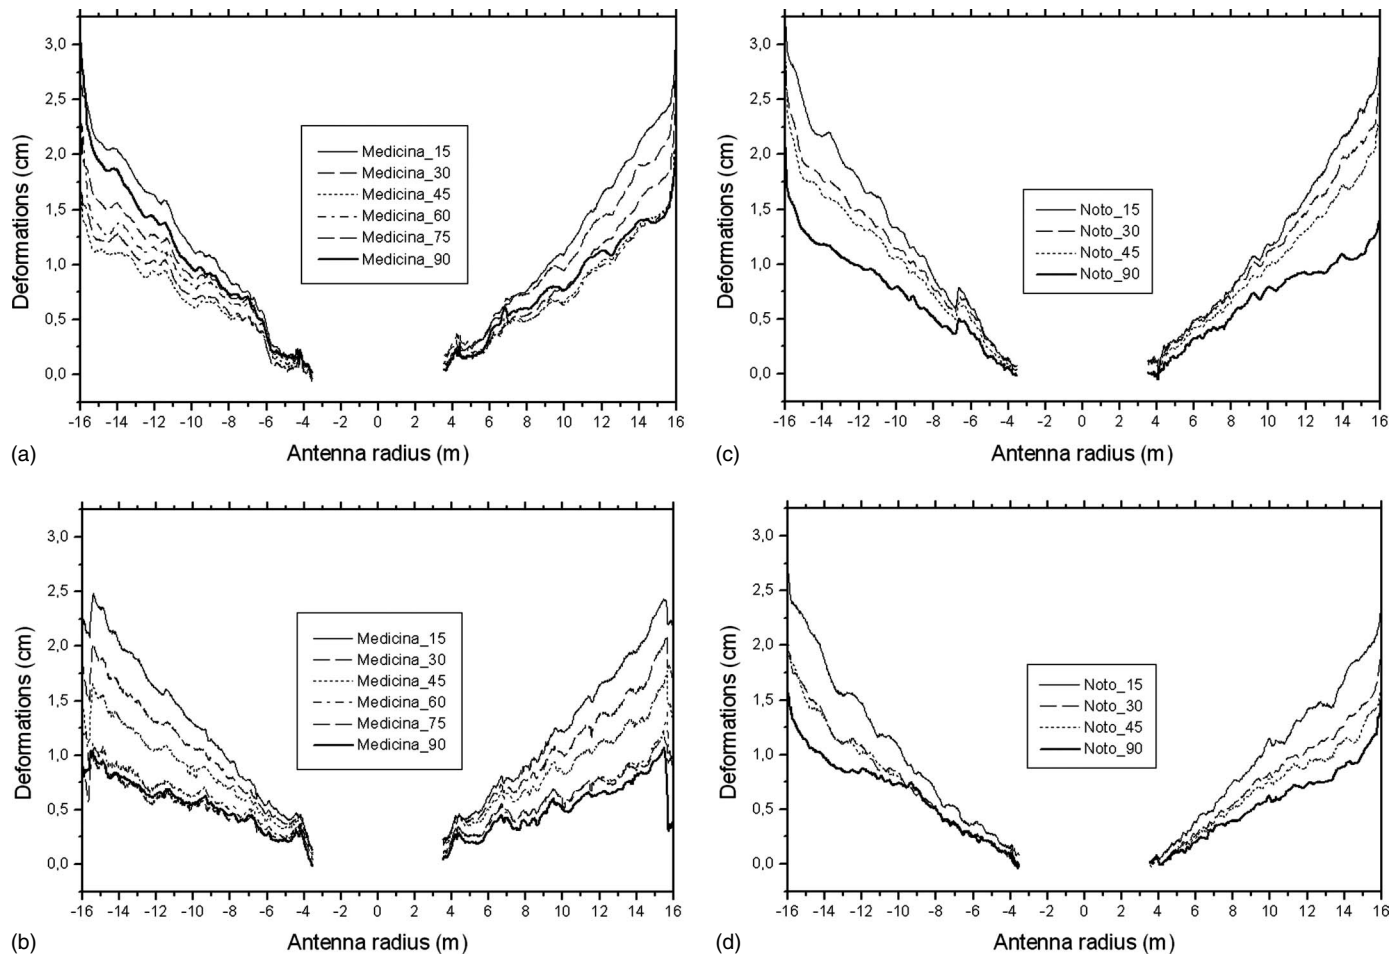 3,0
2,5
2,0
1,5
1,0
0,5
0,0
Deformations (cm)
Medicina_15
Medicina_30
Medicina_45
Medicina_60
Medicina_75
Medicina_90
-16 -14 -12 -10 -8 -6 -4 -2 0 2 4 6 8 10 12 14 16
Antenna radius (m)
(a)
3,0
2,5
2,0
1,5
1,0
0,5
0,0
Deformations (cm)
Noto_15
Noto_30
Noto_45
Noto_90
-16 -14 -12 -10 -8 -6 -4 -2 0 2 4 6 8 10 12 14 16
Antenna radius (m)
(c)
3,0
2,5
2,0
1,5
1,0
0,5
0,0
Deformations (cm)
Medicina_15
Medicina_30
Medicina_45
Medicina_60
Medicina_75
Medicina_90
-16 -14 -12 -10 -8 -6 -4 -2 0 2 4 6 8 10 12 14 16
Antenna radius (m)
(b)
3,0
2,5
2,0
1,5
1,0
0,5
0,0
Deformations (cm)
Noto_15
Noto_30
Noto_45
Noto_90
-16 -14 -12 -10 -8 -6 -4 -2 0 2 4 6 8 10 12 14 16
Antenna radius (m)
(d)